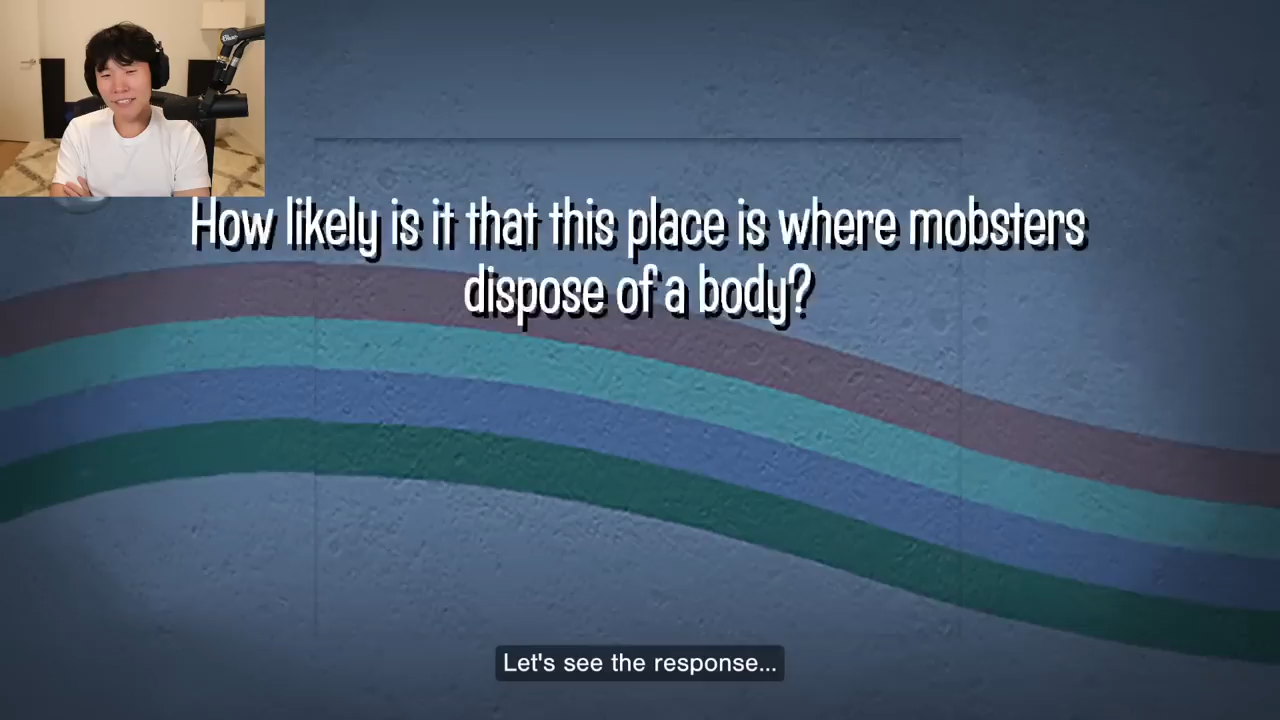 How likely is it that this place is where mobsters
dispose of a body?
Let's see the response...